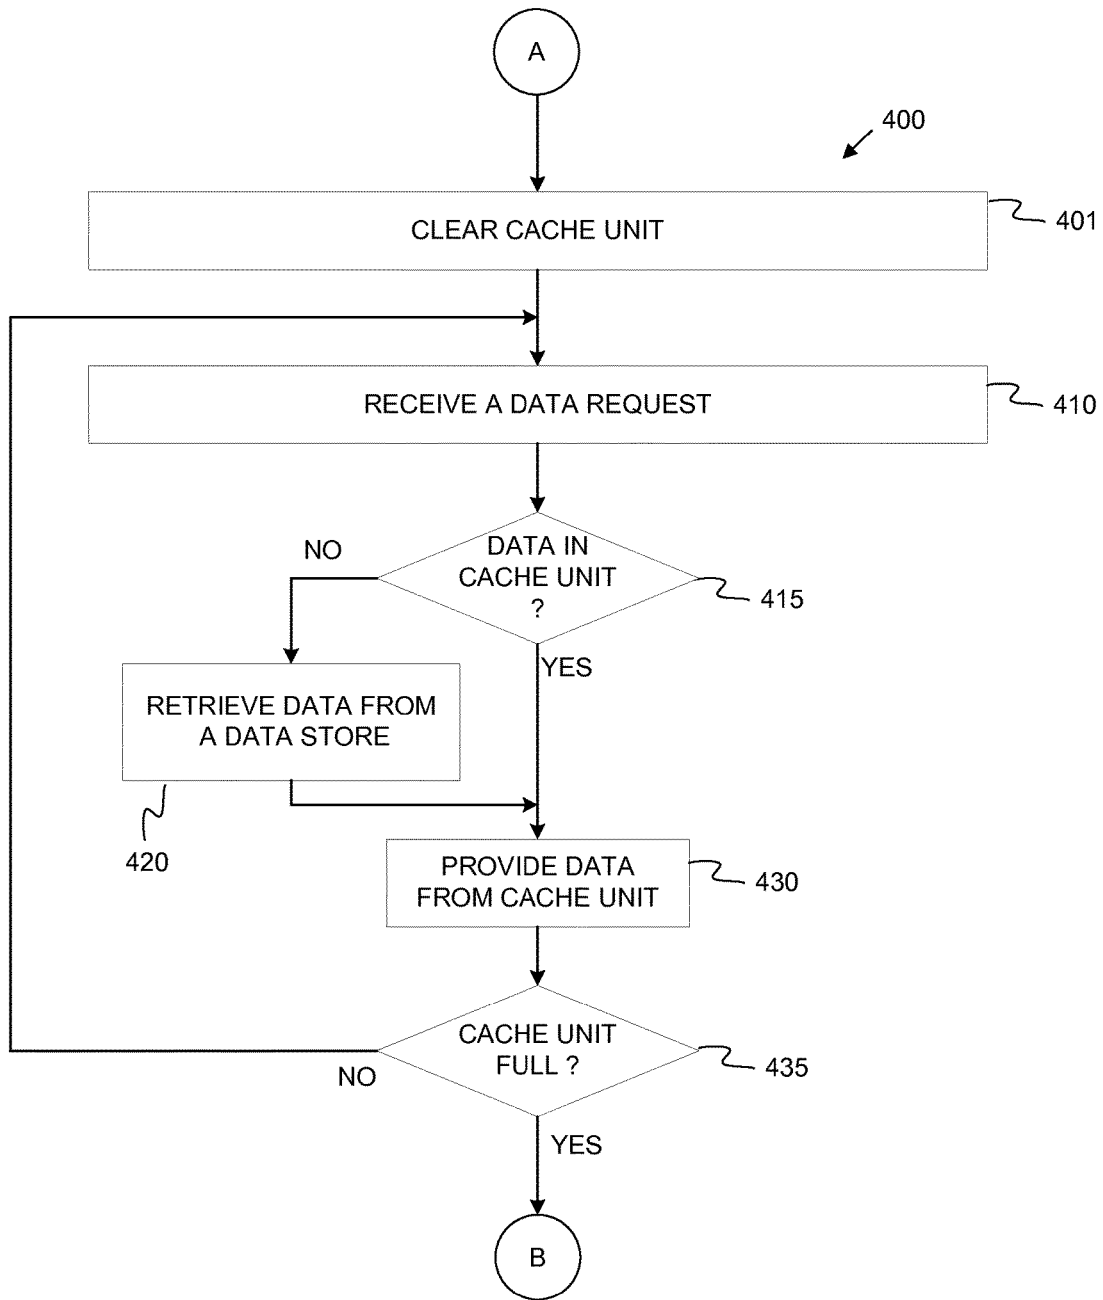 A
400
CLEAR CACHE UNIT
401
RECEIVE A DATA REQUEST
410
NO
DATA IN
CACHE UNIT
?
415
YES
RETRIEVE DATA FROM
A DATA STORE
420
PROVIDE DATA
FROM CACHE UNIT
430
CACHE UNIT
FULL ?
435
NO
YES
B